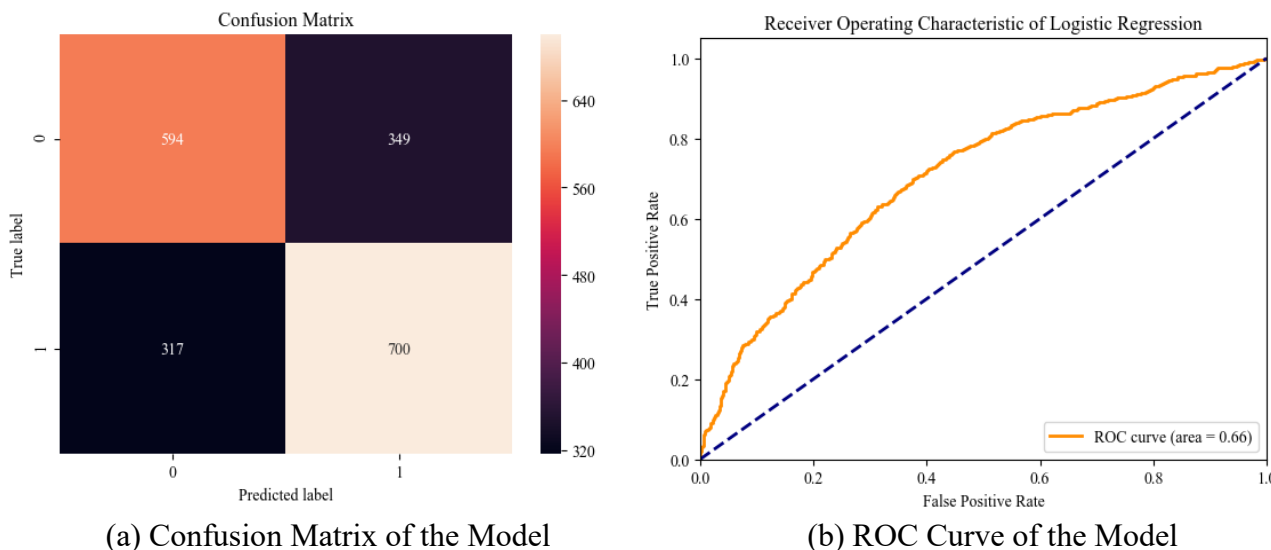 Confusion Matrix
0
594
349
1
317
700
0
1
True label
Predicted label
640
560
480
400
320
(a) Confusion Matrix of the Model
Receiver Operating Characteristic of Logistic Regression
1.0
0.8
0.6
0.4
0.2
0.0
True Positive Rate
ROC curve (area = 0.66)
0.0
0.2
0.4
0.6
0.8
1.0
False Positive Rate
(b) ROC Curve of the Model